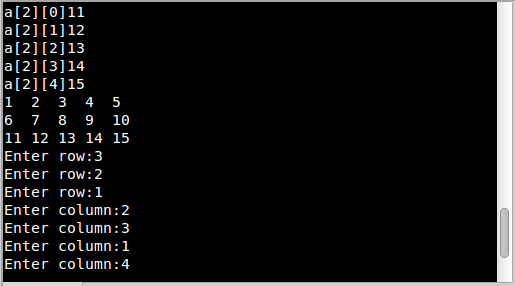 a[2][0]11
a[2][1]12
a[2][2]13
a[2][3]14
a[2][4]15
1  2  3  4  5
6  7  8  9  10
11 12 13 14 15
Enter row:3
Enter row:2
Enter row:1
Enter column:2
Enter column:3
Enter column:1
Enter column:4